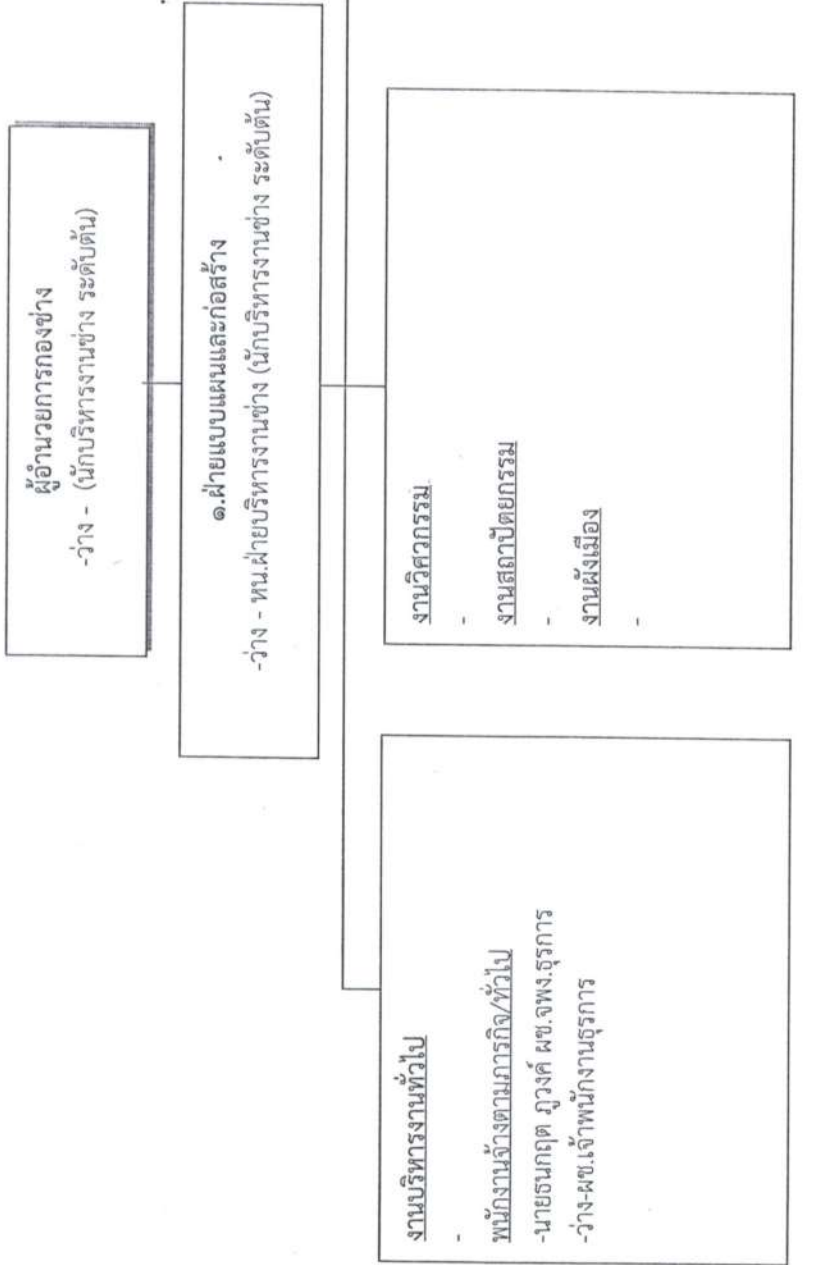 ผู้อำนวยการกองช่าง
-ว่าง - (นักบริหารงานช่าง ระดับต้น)
๑.ฝ่ายแบบแผนและก่อสร้าง
-ว่าง - หน.ฝ่ายบริหารงานช่าง (นักบริหารงานช่าง ระดับต้น)
งานบริหารงานทั่วไป
-
พนักงานจ้างตามภารกิจ/ทั่วไป
-นายธนกฤต ภูวงค์ ผช.จพง.ธุรการ
-ว่าง-ผช.เจ้าพนักงานธุรการ
งานวิศวกรรม
-
งานสถาปัตยกรรม
-
งานผังเมือง
-